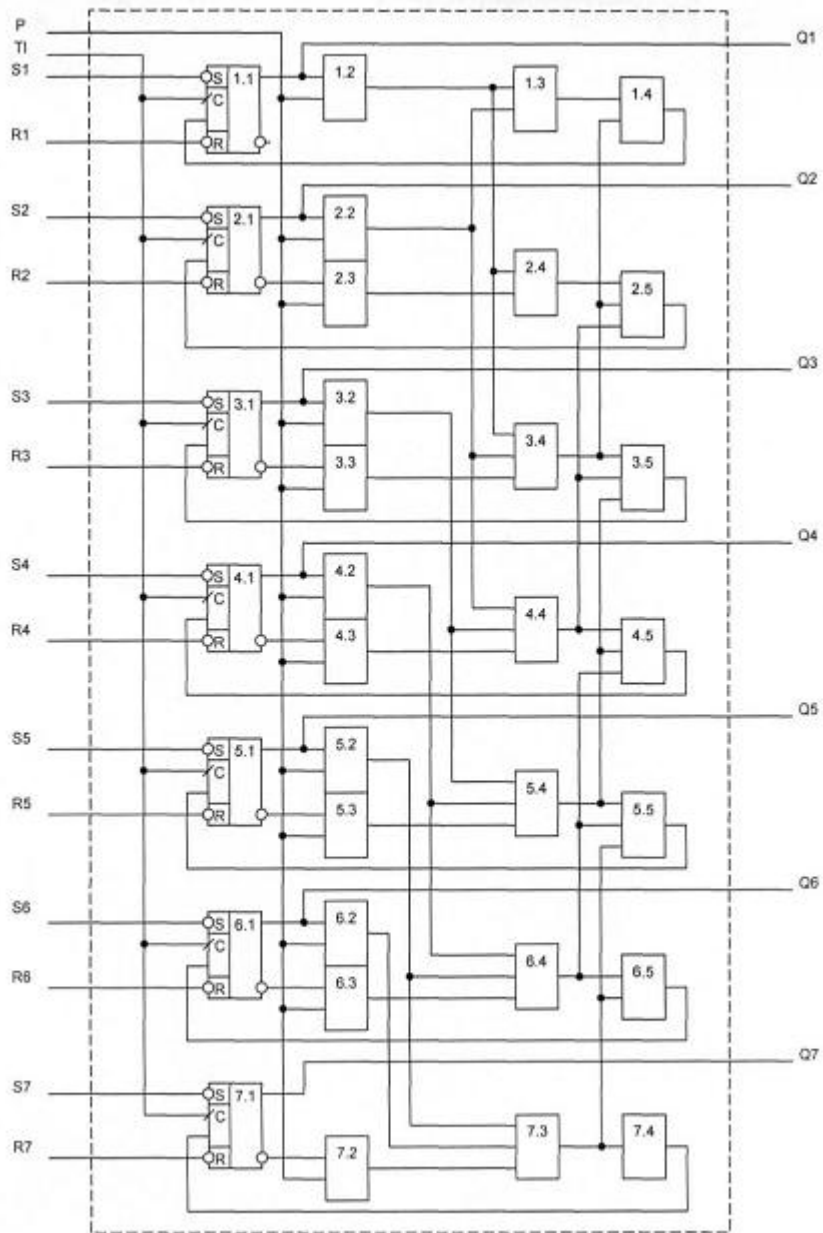 P
TI
S1
R1
S C R 1.1
1.2
1.3
1.4
Q1
S2
R2
S C R 2.1
2.2
2.3
2.4
2.5
Q2
S3
R3
S C R 3.1
3.2
3.3
3.4
3.5
Q3
S4
R4
S C R 4.1
4.2
4.3
4.4
4.5
Q4
S5
R5
S C R 5.1
5.2
5.3
5.4
5.5
Q5
S6
R6
S C R 6.1
6.2
6.3
6.4
6.5
Q6
S7
R7
S C R 7.1
7.2
7.3
7.4
Q7